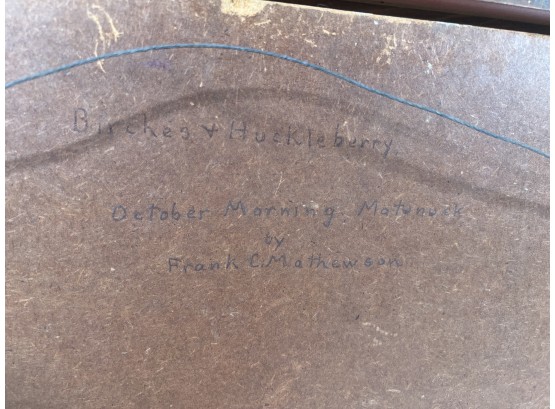 Birches & Huckleberry
October Morning, Matunuck
by
Frank C. Mathewson